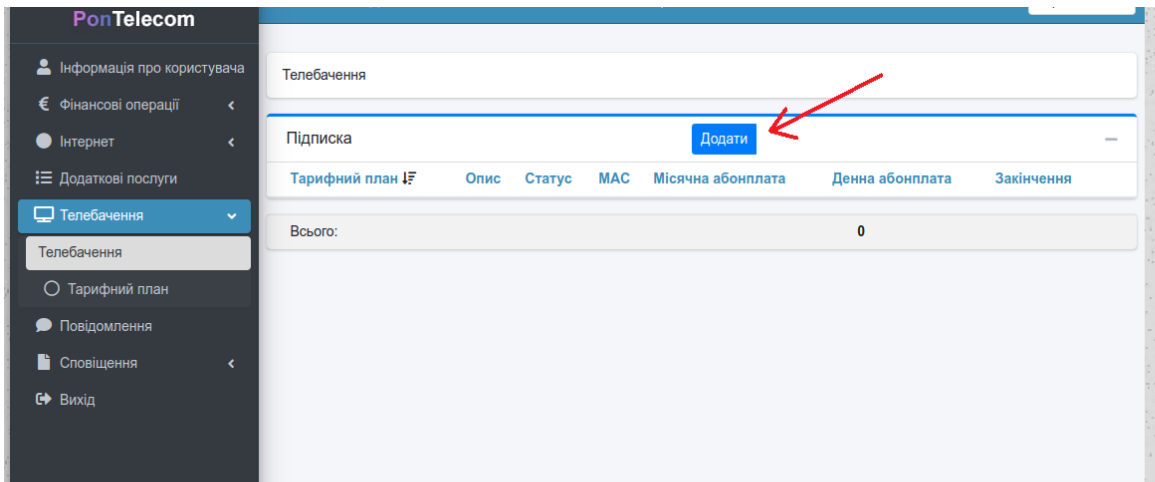 PonTelecom
Інформація про користувача
Фінансові операції
Інтернет
Додаткові послуги
Телебачення
Телебачення
Тарифний план
Повідомлення
Сповіщення
Вихід
Телебачення
Підписка Додати
Тарифний план Опис Статус MAC Місячна абонплата Денна абонплата Закінчення
Всього: 0